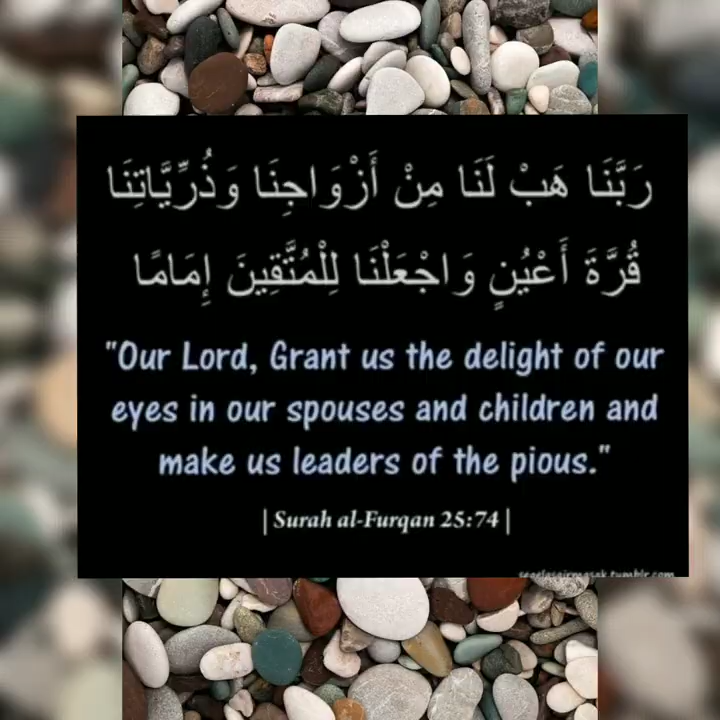 رَبَّنَا هَبْ لَنَا مِنْ أَزْوَاجِنَا وَذُرِّيَّاتِنَا
قُرَّةَ أَعْيُنٍ وَاجْعَلْنَا لِلْمُتَّقِينَ إِمَامًا
"Our Lord, Grant us the delight of our
eyes in our spouses and children and
make us leaders of the pious."
| Surah al-Furqan 25:74 |